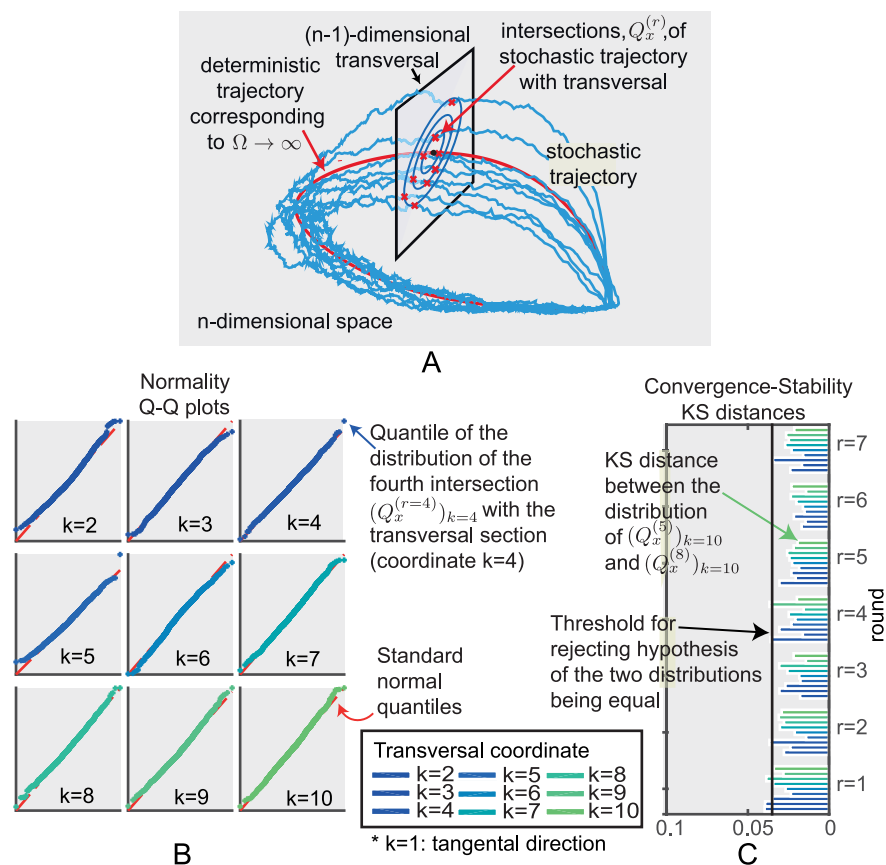 (n-1)-dimensional
transversal
intersections, Q_x^{(r)}, of
stochastic trajectory
with transversal
deterministic
trajectory
corresponding
to Ω → ∞
stochastic
trajectory
n-dimensional space
A
Normality
Q-Q plots
k=2
k=3
k=4
k=5
k=6
k=7
k=8
k=9
k=10
Quantile of the
distribution of the
fourth intersection
(Q_x^{(r=4)})_{k=4} with the
transversal section
(coordinate k=4)
Standard
normal
quantiles
Transversal coordinate
k=2 k=5 k=8
k=3 k=6 k=9
k=4 k=7 k=10
* k=1: tangental direction
B
Convergence-Stability
KS distances
KS distance
between the
distribution
of (Q_x^{(5)})_{k=10}
and (Q_x^{(8)})_{k=10}
Threshold for
rejecting hypothesis
of the two distributions
being equal
r=7
r=6
r=5
r=4
r=3
r=2
r=1
round
0.1 0.05 0
C